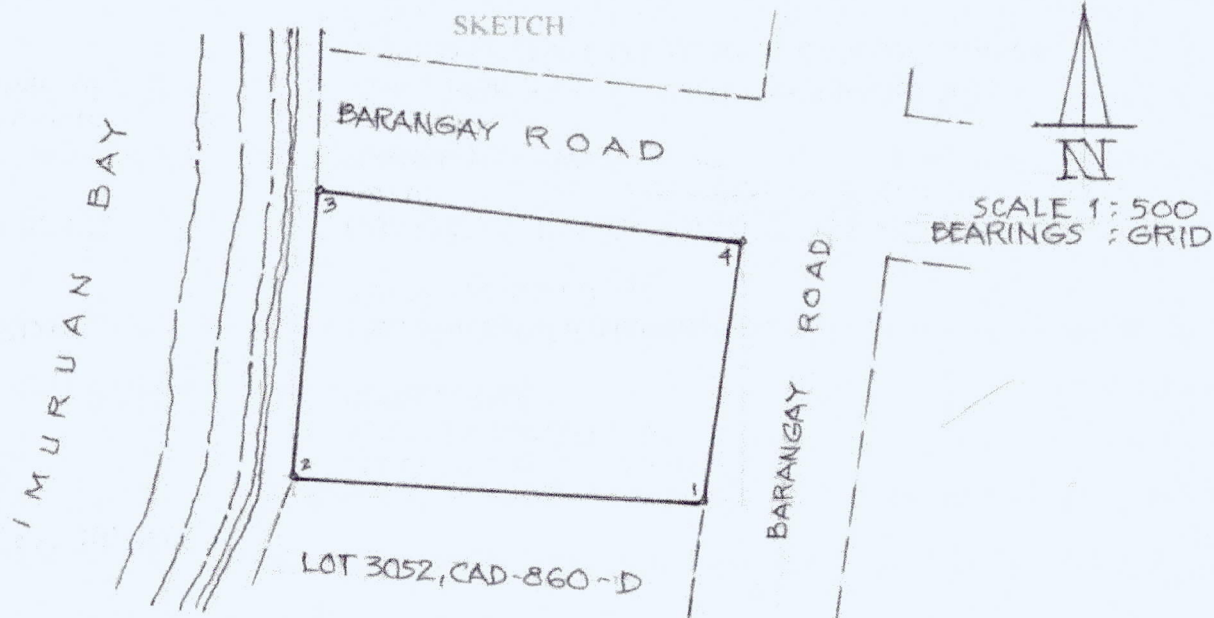 SKETCH
BARANGAY ROAD
IMURUAN BAY
3
4
2
1
BARANGAY ROAD
LOT 3052, CAD-860-D
N
SCALE 1:500
BEARINGS : GRID